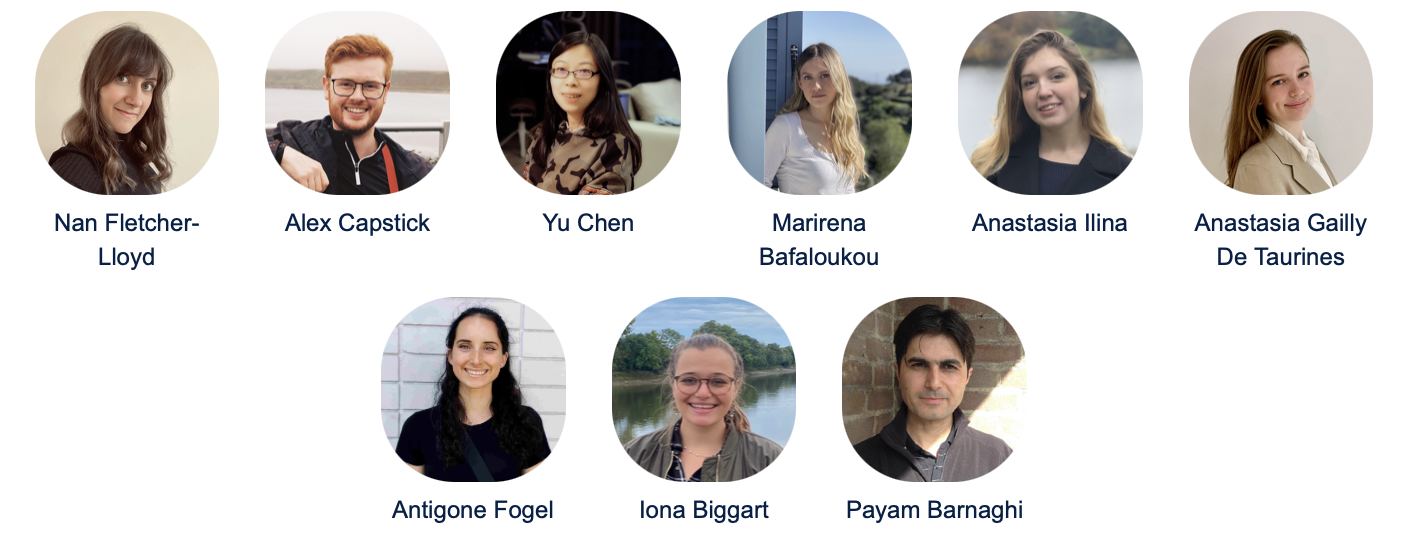 Nan Fletcher-
Lloyd
Alex Capstick
Yu Chen
Marirena
Bafaloukou
Anastasia Ilina
Anastasia Gailly
De Taurines
Antigone Fogel
Iona Biggart
Payam Barnaghi